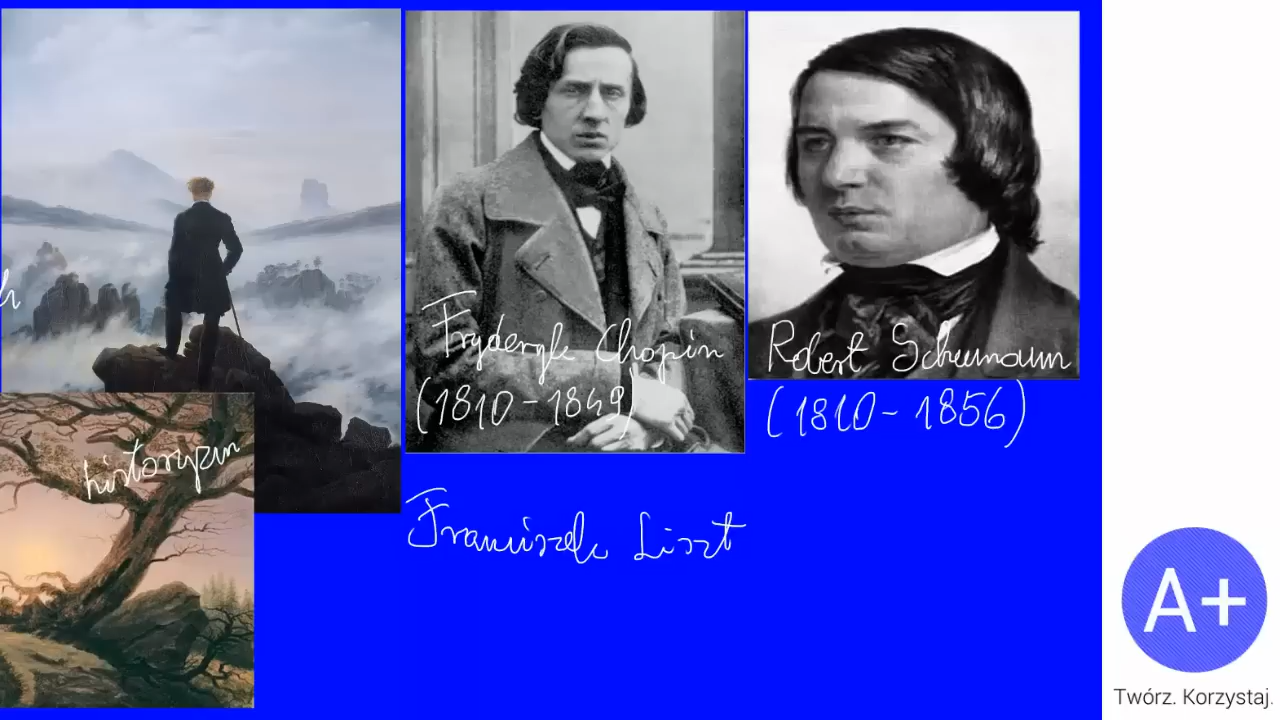 historyzm
Fryderyk Chopin
(1810-1849)
Robert Schumann
(1810-1856)
Franciszek Liszt
A+
Twórz. Korzystaj.